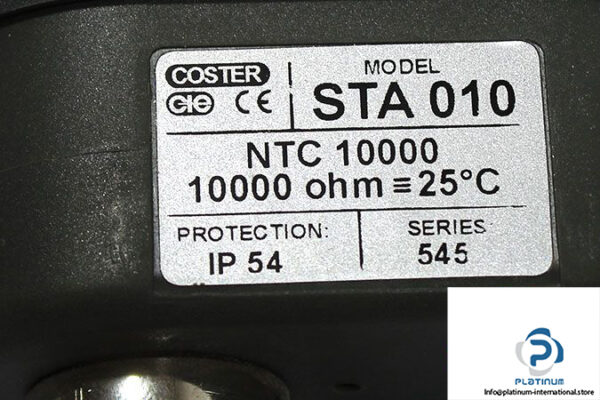 COSTER
CE
MODEL
STA 010
NTC 10000
10000 ohm ≡ 25°C
PROTECTION:
IP 54
SERIES:
545
PLATINUM
Info@platinum-international.store